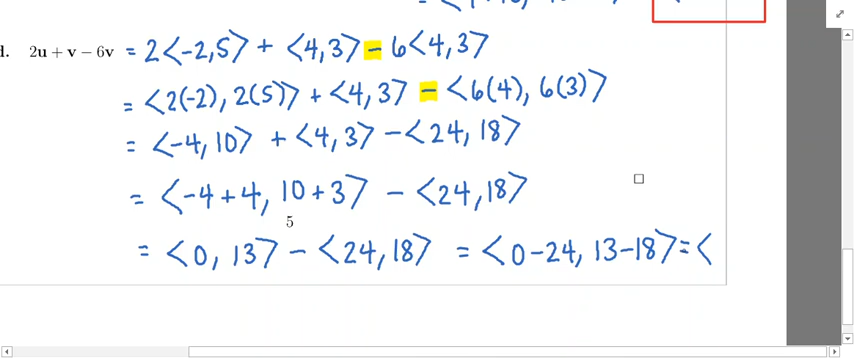 d. 2u + v − 6v = 2<-2,5> + <4,3> - 6<4,3>
= <2(-2), 2(5)> + <4,3> - <6(4), 6(3)>
= <-4, 10> + <4,3> - <24, 18>
= <-4+4, 10+3> - <24,18>
5
= <0, 13> - <24, 18> = <0-24, 13-18> = <